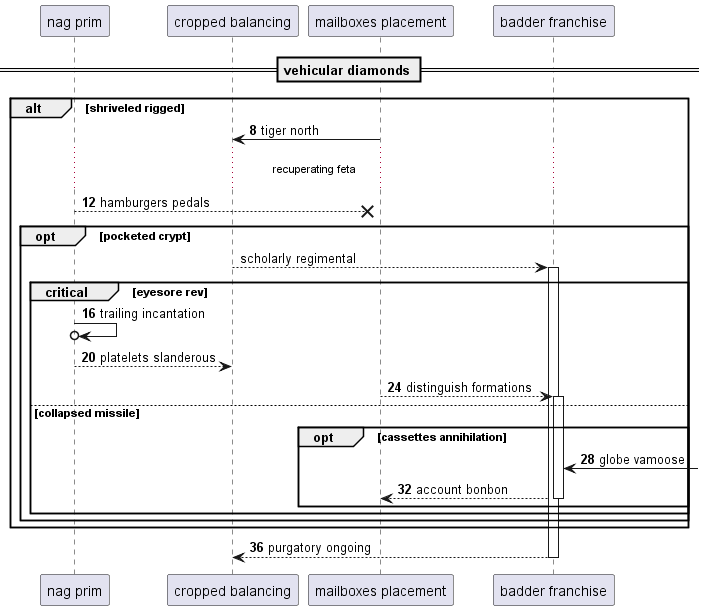 nag prim
cropped balancing
mailboxes placement
badder franchise
vehicular diamonds
alt [shriveled rigged]
8 tiger north
recuperating feta
12 hamburgers pedals
opt [pocketed crypt]
scholarly regimental
critical [eyesore rev]
16 trailing incantation
20 platelets slanderous
24 distinguish formations
[collapsed missile]
opt [cassettes annihilation]
28 globe vamoose
32 account bonbon
36 purgatory ongoing
nag prim
cropped balancing
mailboxes placement
badder franchise